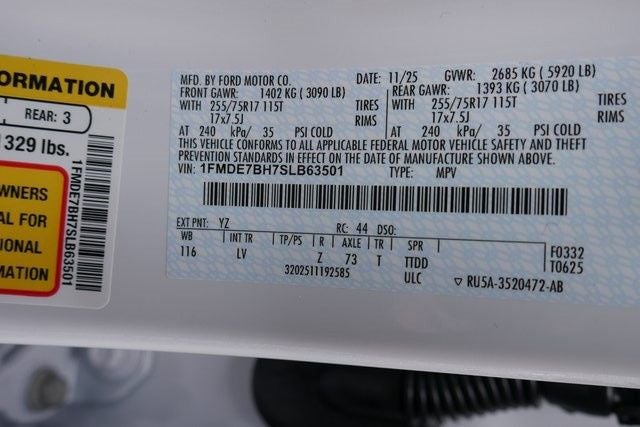 ORMATION
REAR: 3
1329 lbs.
WNERS
AL FOR
ONAL
MATION
1FMDE7BH7SLB63501
MFD. BY FORD MOTOR CO. DATE: 11/25 GVWR: 2685 KG ( 5920 LB)
FRONT GAWR: 1402 KG ( 3090 LB) REAR GAWR: 1393 KG ( 3070 LB)
WITH 255/75R17 115T TIRES WITH 255/75R17 115T TIRES
17x7.5J RIMS 17x7.5J RIMS
AT 240 kPa/ 35 PSI COLD AT 240 kPa/ 35 PSI COLD
THIS VEHICLE CONFORMS TO ALL APPLICABLE FEDERAL MOTOR VEHICLE SAFETY AND THEFT
PREVENTION STANDARDS IN EFFECT ON THE DATE OF MANUFACTURE SHOWN ABOVE.
VIN: 1FMDE7BH7SLB63501 TYPE: MPV
EXT PNT: YZ RC: 44 DSO:
WB INT TR TP/PS R AXLE TR SPR F0332
116 LV Z 73 T TTDD T0625
3202511192585 ULC ▽ RU5A-3520472-AB